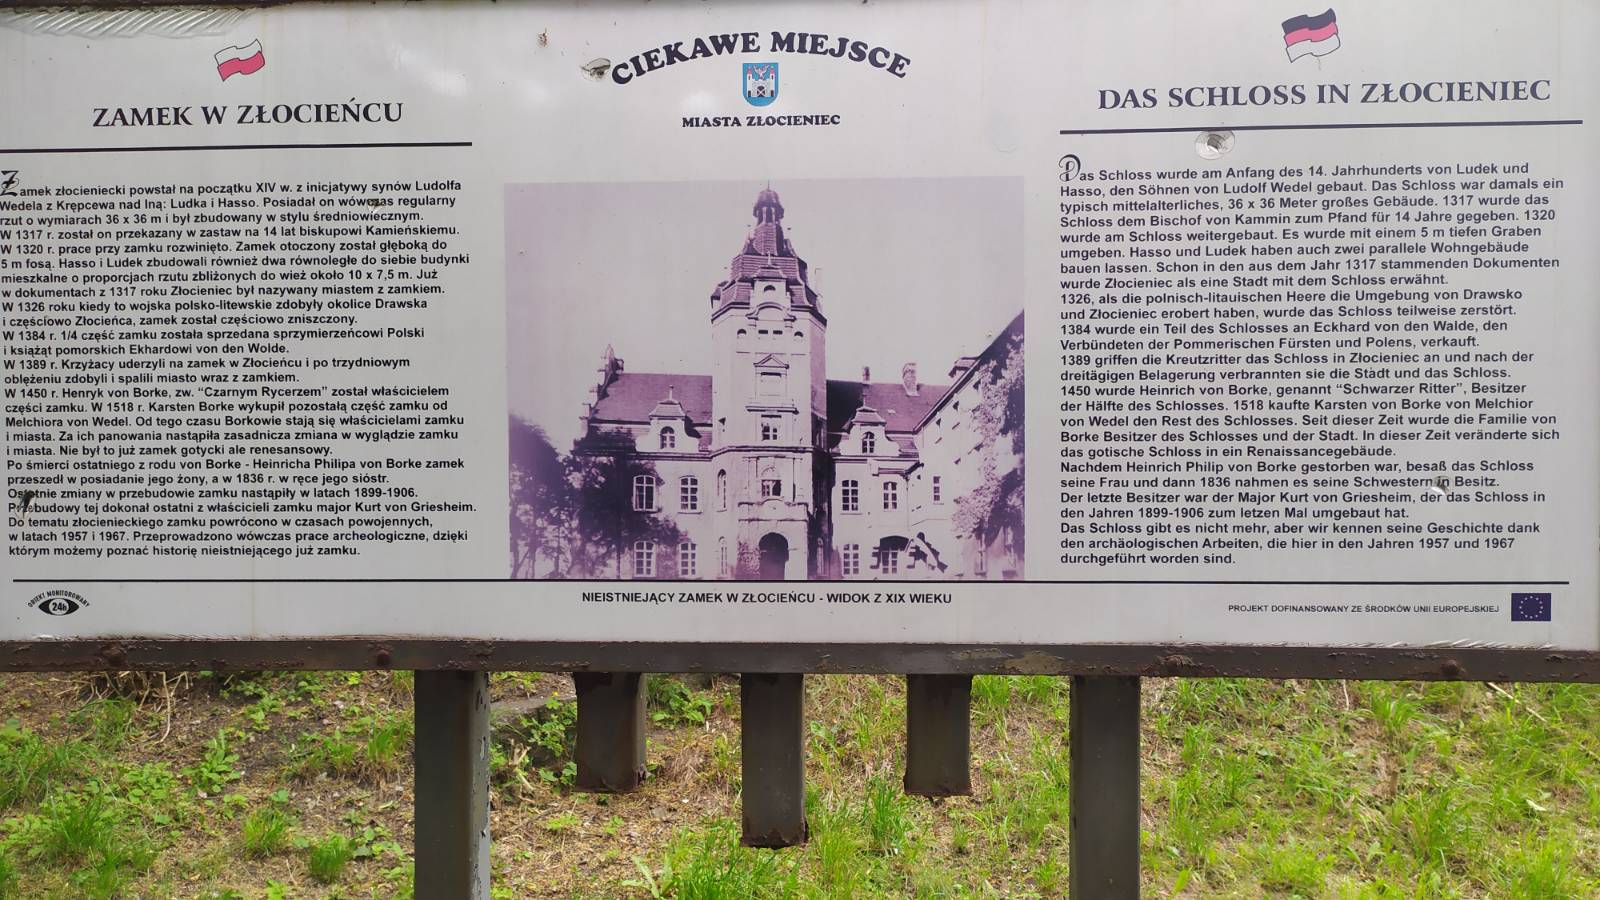 ZAMEK W ZŁOCIEŃCU
Zamek złocieniecki powstał na początku XIV w. z inicjatywy synów Ludolfa
Wedela z Krępcewa nad Iną: Ludka i Hasso. Posiadał on wówczas regularny
rzut o wymiarach 36 x 36 m i był zbudowany w stylu średniowiecznym.
W 1317 r. został on przekazany w zastaw na 14 lat biskupowi Kamieńskiemu.
W 1320 r. prace przy zamku rozwinięto. Zamek otoczony został głęboką do
5 m fosą. Hasso i Ludek zbudowali również dwa równoległe do siebie budynki
mieszkalne o proporcjach rzutu zbliżonych do wież około 10 x 7,5 m. Już
w dokumentach z 1317 roku Złocieniec był nazywany miastem z zamkiem.
W 1326 roku kiedy to wojska polsko-litewskie zdobyły okolice Drawska
i częściowo Złocieńca, zamek został częściowo zniszczony.
W 1384 r. 1/4 część zamku została sprzedana sprzymierzeńcowi Polski
i książąt pomorskich Ekhardowi von den Wolde.
W 1389 r. Krzyżacy uderzyli na zamek w Złocieńcu i po trzydniowym
oblężeniu zdobyli i spalili miasto wraz z zamkiem.
W 1450 r. Henryk von Borke, zw. “Czarnym Rycerzem” został właścicielem
części zamku. W 1518 r. Karsten Borke wykupił pozostałą część zamku od
Melchiora von Wedel. Od tego czasu Borkowie stają się właścicielami zamku
i miasta. Za ich panowania nastąpiła zasadnicza zmiana w wyglądzie zamku
i miasta. Nie był to już zamek gotycki ale renesansowy.
Po śmierci ostatniego z rodu von Borke - Heinricha Philipa von Borke zamek
przeszedł w posiadanie jego żony, a w 1836 r. w ręce jego sióstr.
Ostatnie zmiany w przebudowie zamku nastąpiły w latach 1899-1906.
Przebudowy tej dokonał ostatni z właścicieli zamku major Kurt von Griesheim.
Do tematu złocienieckiego zamku powrócono w czasach powojennych,
w latach 1957 i 1967. Przeprowadzono wówczas prace archeologiczne, dzięki
którym możemy poznać historię nieistniejącego już zamku.
OBIEKT MONITOROWANY
24h
CIEKAWE MIEJSCE
MIASTA ZŁOCIENIEC
NIEISTNIEJĄCY ZAMEK W ZŁOCIEŃCU - WIDOK Z XIX WIEKU
DAS SCHLOSS IN ZŁOCIENIEC
Das Schloss wurde am Anfang des 14. Jahrhunderts von Ludek und
Hasso, den Söhnen von Ludolf Wedel gebaut. Das Schloss war damals ein
typisch mittelalterliches, 36 x 36 Meter großes Gebäude. 1317 wurde das
Schloss dem Bischof von Kammin zum Pfand für 14 Jahre gegeben. 1320
wurde am Schloss weitergebaut. Es wurde mit einem 5 m tiefen Graben
umgeben. Hasso und Ludek haben auch zwei parallele Wohngebäude
bauen lassen. Schon in den aus dem Jahr 1317 stammenden Dokumenten
wurde Złocieniec als eine Stadt mit dem Schloss erwähnt.
1326, als die polnisch-litauischen Heere die Umgebung von Drawsko
und Złocieniec erobert haben, wurde das Schloss teilweise zerstört.
1384 wurde ein Teil des Schlosses an Eckhard von den Walde, den
Verbündeten der Pommerischen Fürsten und Polens, verkauft.
1389 griffen die Kreutzritter das Schloss in Złocieniec an und nach der
dreitägigen Belagerung verbrannten sie die Stadt und das Schloss.
1450 wurde Heinrich von Borke, genannt “Schwarzer Ritter”, Besitzer
der Hälfte des Schlosses. 1518 kaufte Karsten von Borke von Melchior
von Wedel den Rest des Schlosses. Seit dieser Zeit wurde die Familie von
Borke Besitzer des Schlosses und der Stadt. In dieser Zeit veränderte sich
das gotische Schloss in ein Renaissancegebäude.
Nachdem Heinrich Philip von Borke gestorben war, besaß das Schloss
seine Frau und dann 1836 nahmen es seine Schwestern in Besitz.
Der letzte Besitzer war der Major Kurt von Griesheim, der das Schloss in
den Jahren 1899-1906 zum letzen Mal umgebaut hat.
Das Schloss gibt es nicht mehr, aber wir kennen seine Geschichte dank
den archäologischen Arbeiten, die hier in den Jahren 1957 und 1967
durchgeführt worden sind.
PROJEKT DOFINANSOWANY ZE ŚRODKÓW UNII EUROPEJSKIEJ